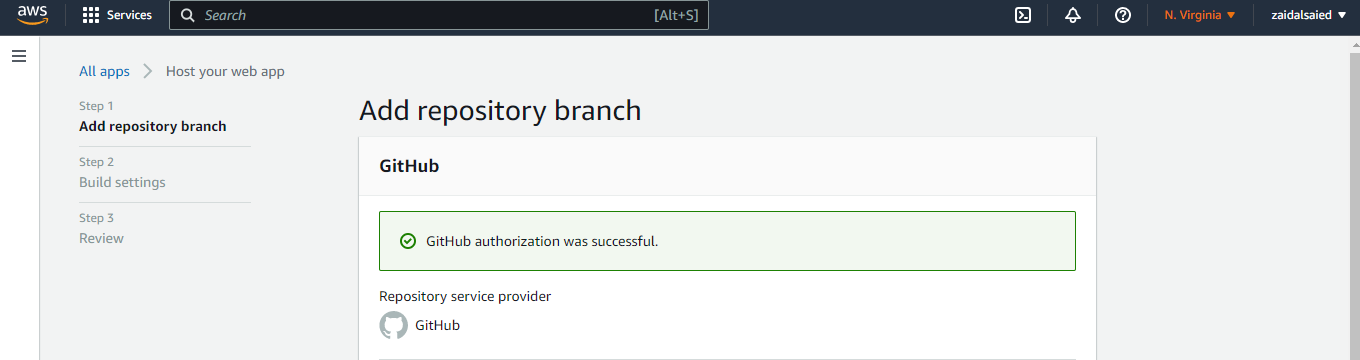 aws
Services
Search
[Alt+S]
N. Virginia
zaidalsaied
All apps
Host your web app
Step 1
Add repository branch
Step 2
Build settings
Step 3
Review
Add repository branch
GitHub
GitHub authorization was successful.
Repository service provider
GitHub